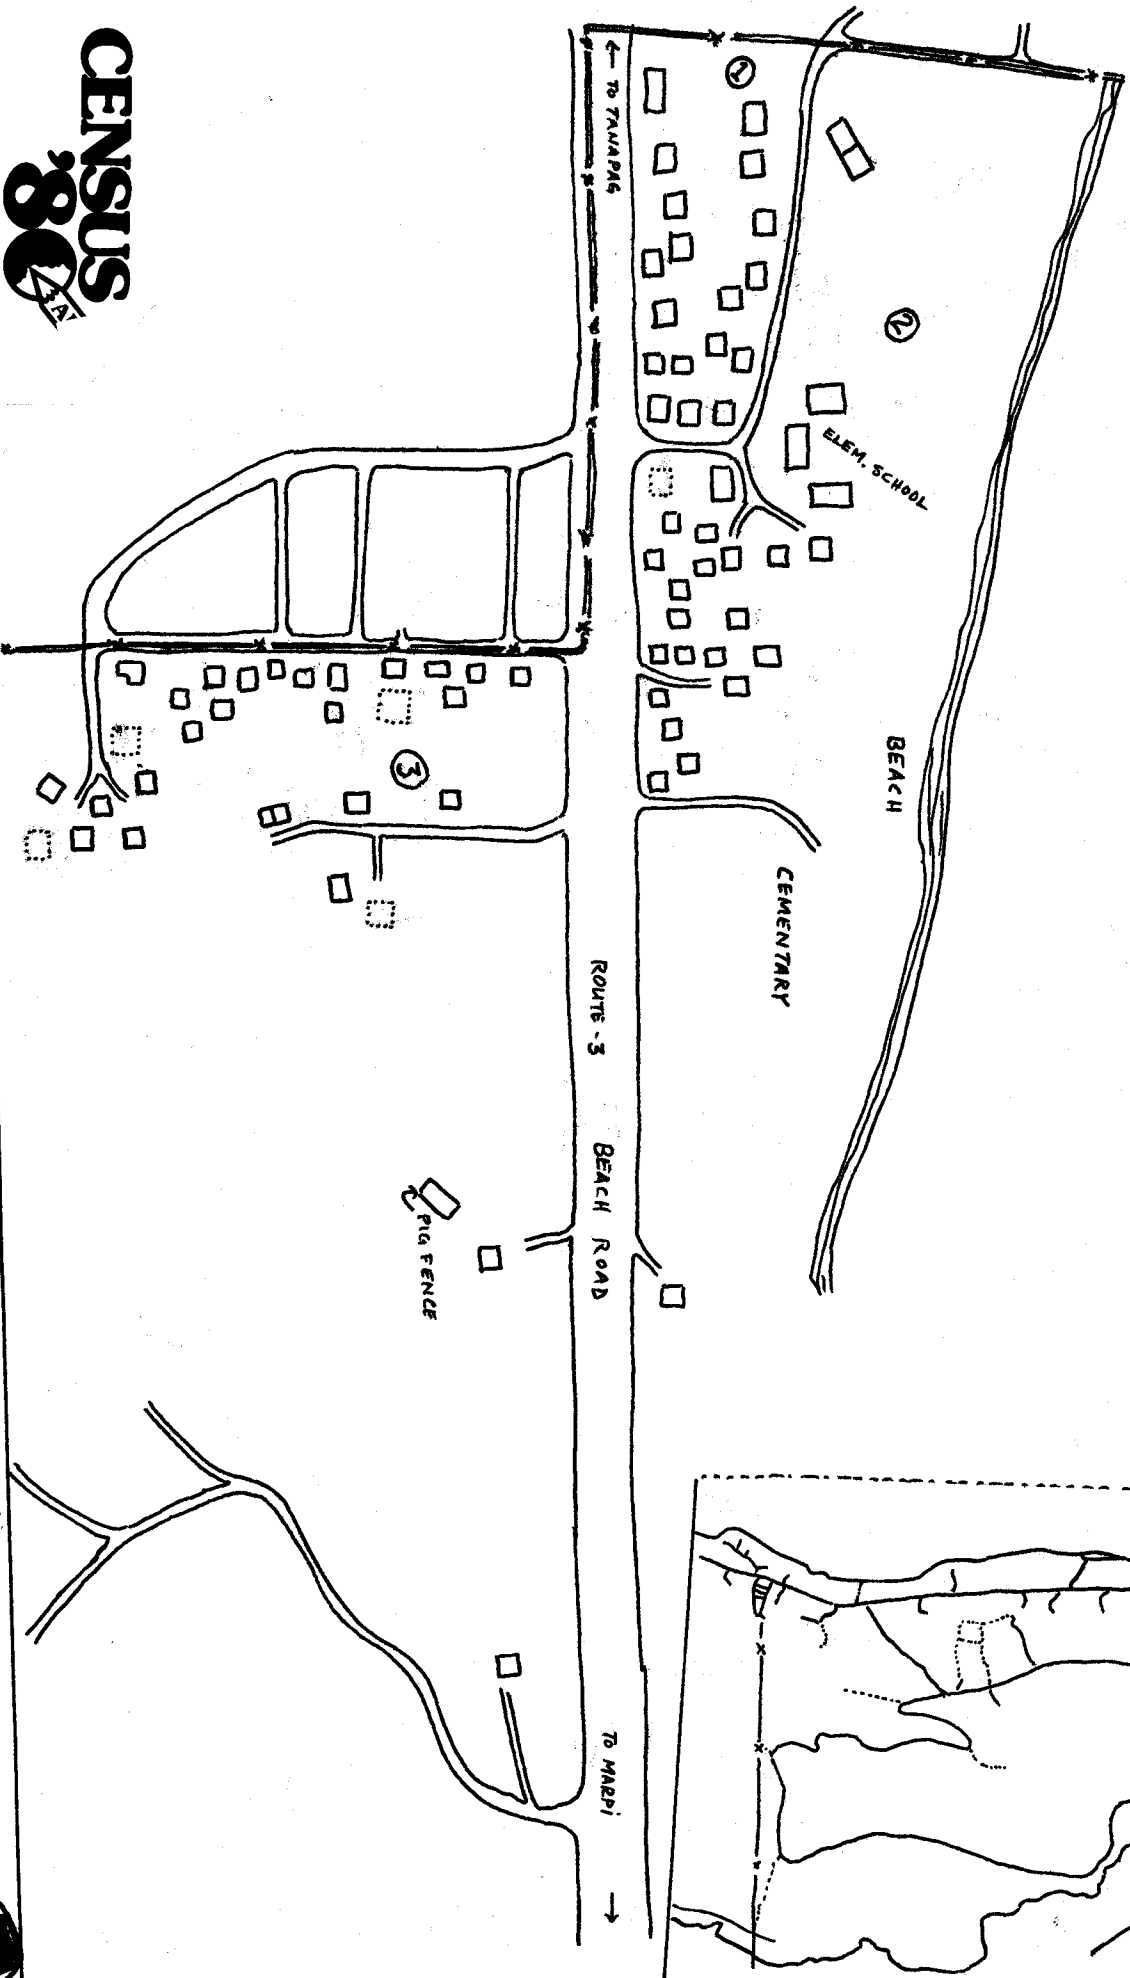 CENSUS
'80
← TO TANAPAG
1
2
ELEM. SCHOOL
BEACH
3
CEMENTARY
ROUTE-3 BEACH ROAD
PIG FENCE
TO MARPI →